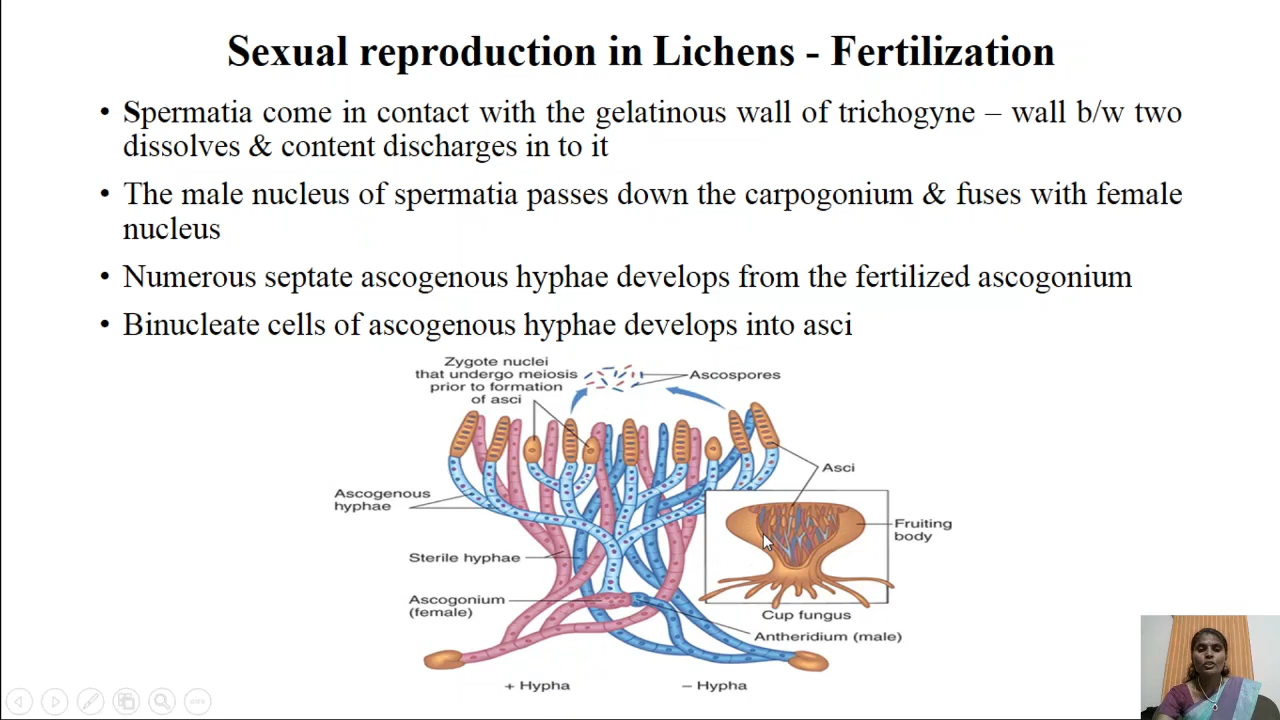 Sexual reproduction in Lichens - Fertilization
• Spermatia come in contact with the gelatinous wall of trichogyne – wall b/w two
dissolves & content discharges in to it
• The male nucleus of spermatia passes down the carpogonium & fuses with female
nucleus
• Numerous septate ascogenous hyphae develops from the fertilized ascogonium
• Binucleate cells of ascogenous hyphae develops into asci
Zygote nuclei
that undergo meiosis
prior to formation
of asci
Ascospores
Asci
Ascogenous
hyphae
Fruiting
body
Sterile hyphae
Ascogonium
(female)
Cup fungus
Antheridium (male)
+ Hypha
– Hypha